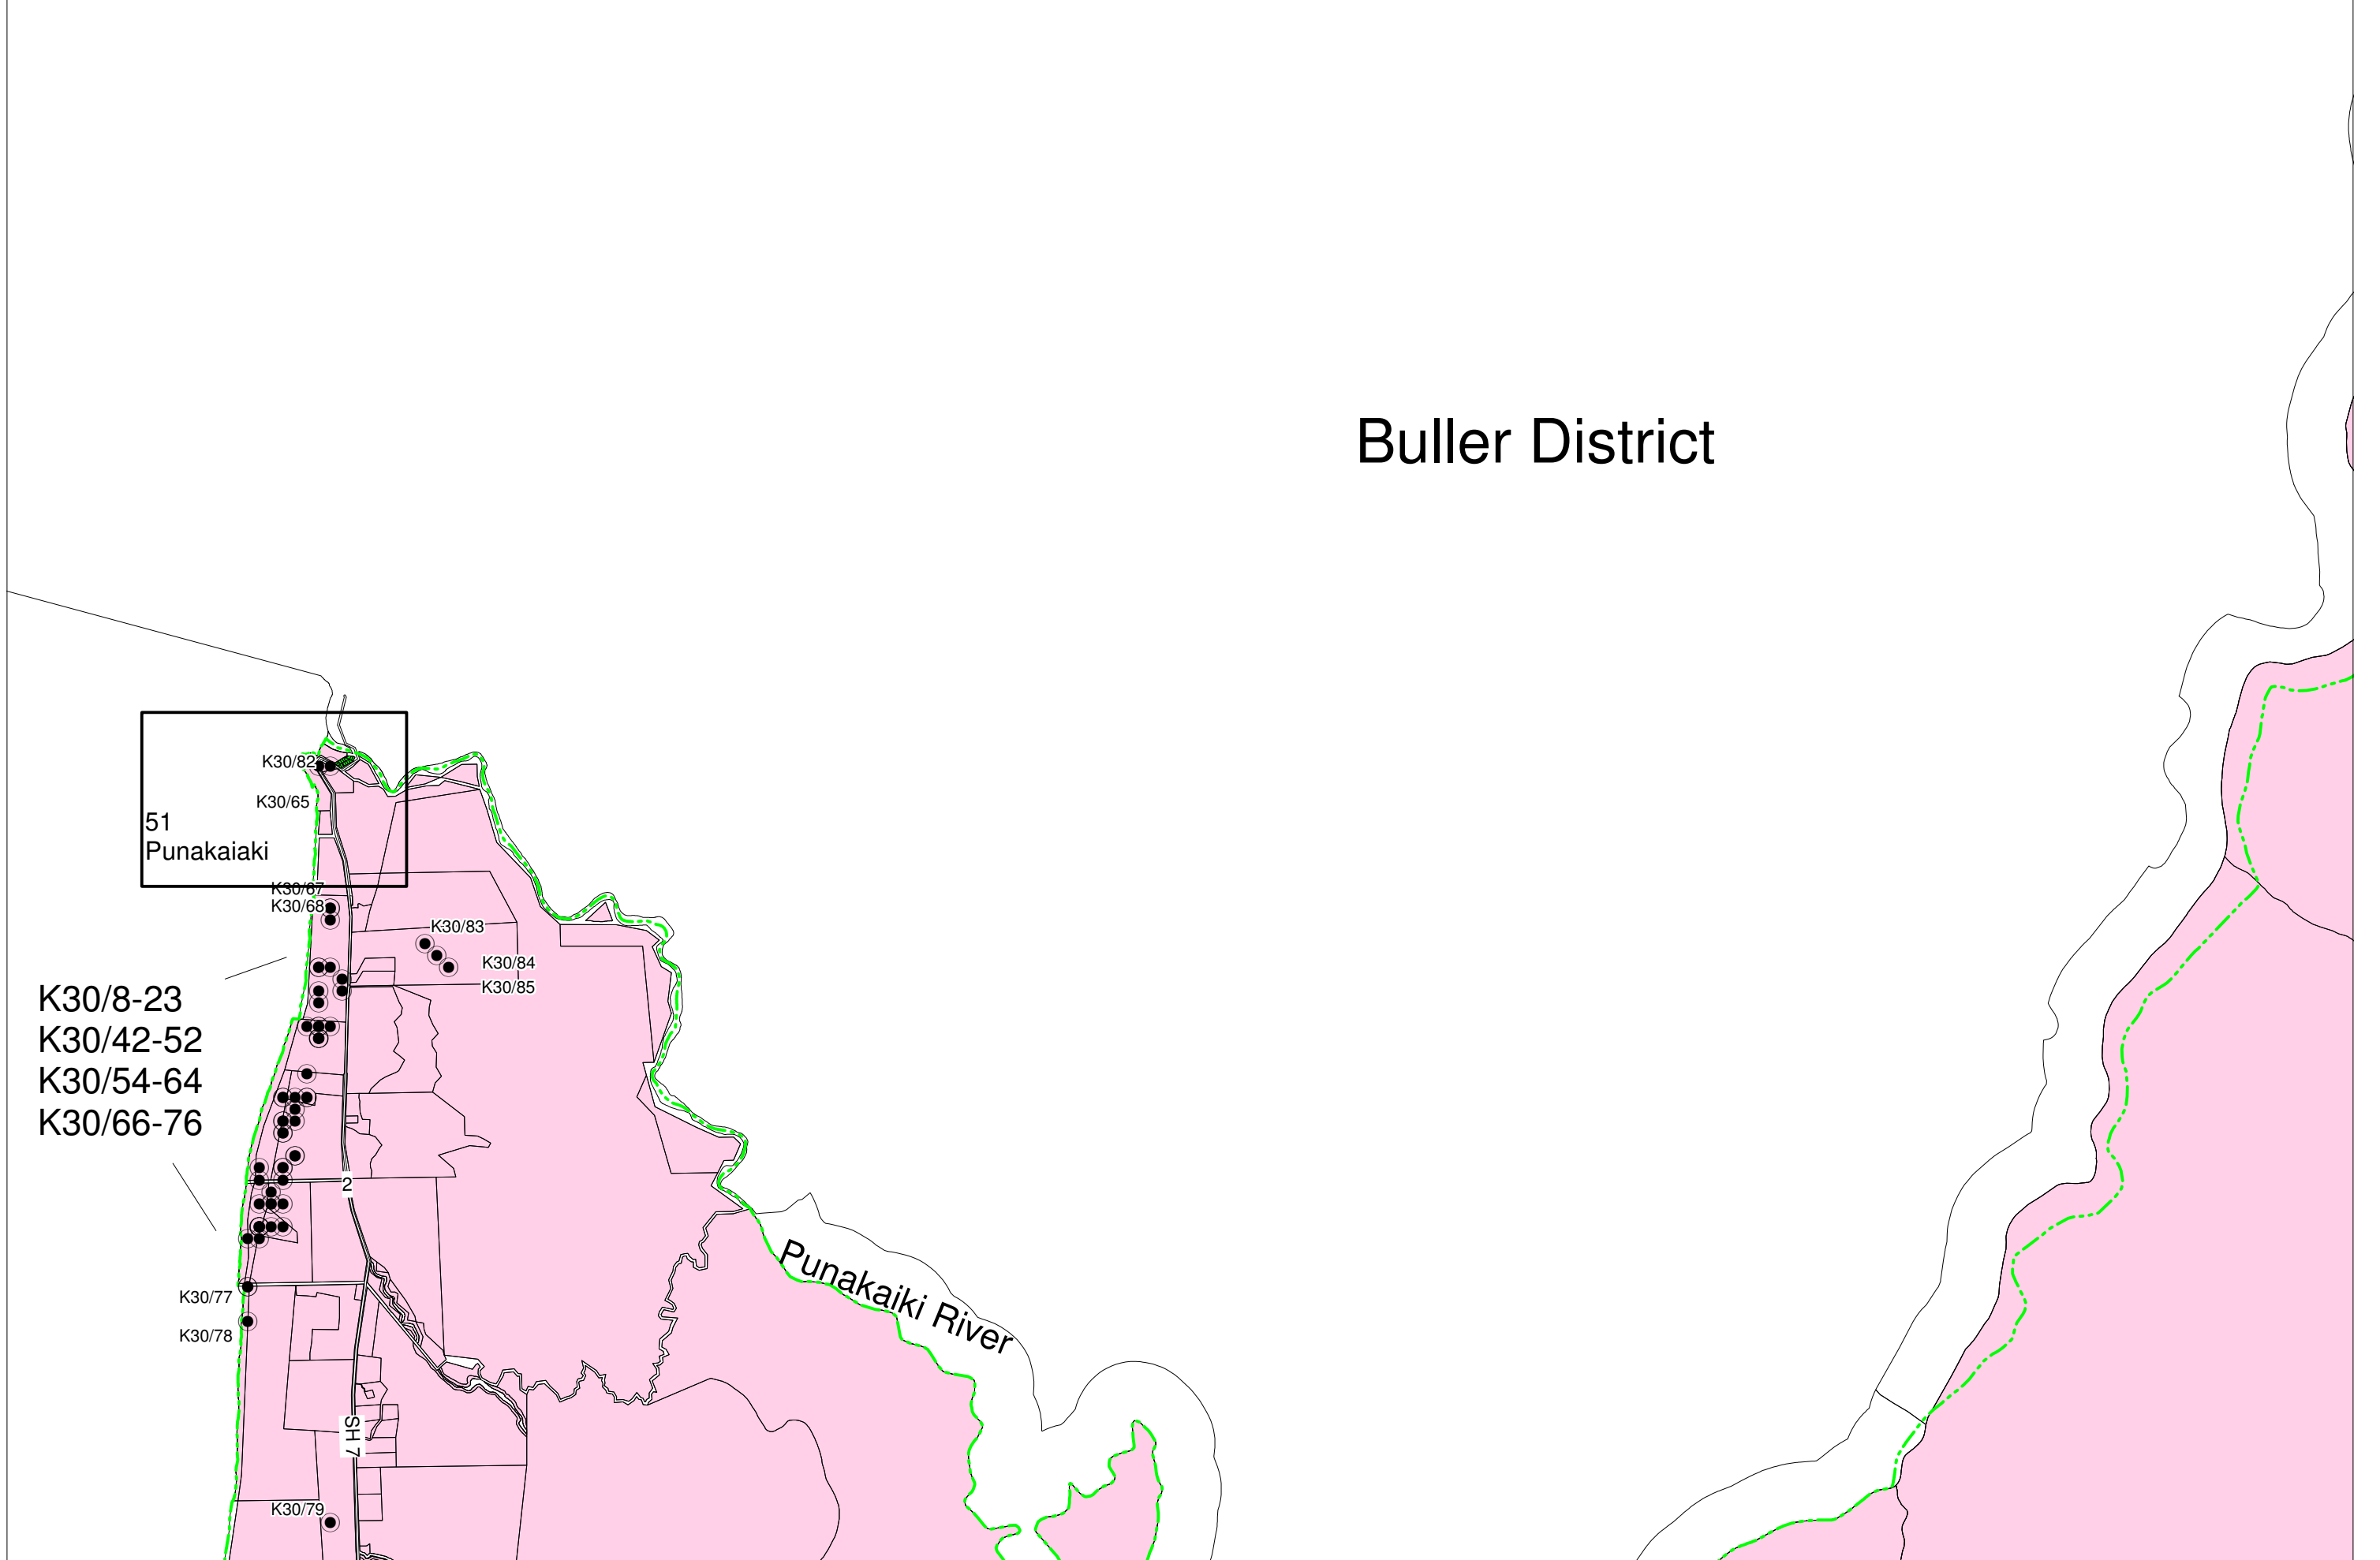 Buller District
K30/82
K30/65
51
Punakaiaki
K30/67
K30/68
K30/83
K30/84
K30/85
K30/8-23
K30/42-52
K30/54-64
K30/66-76
2
Punakaiki River
K30/77
K30/78
SH 7
K30/79